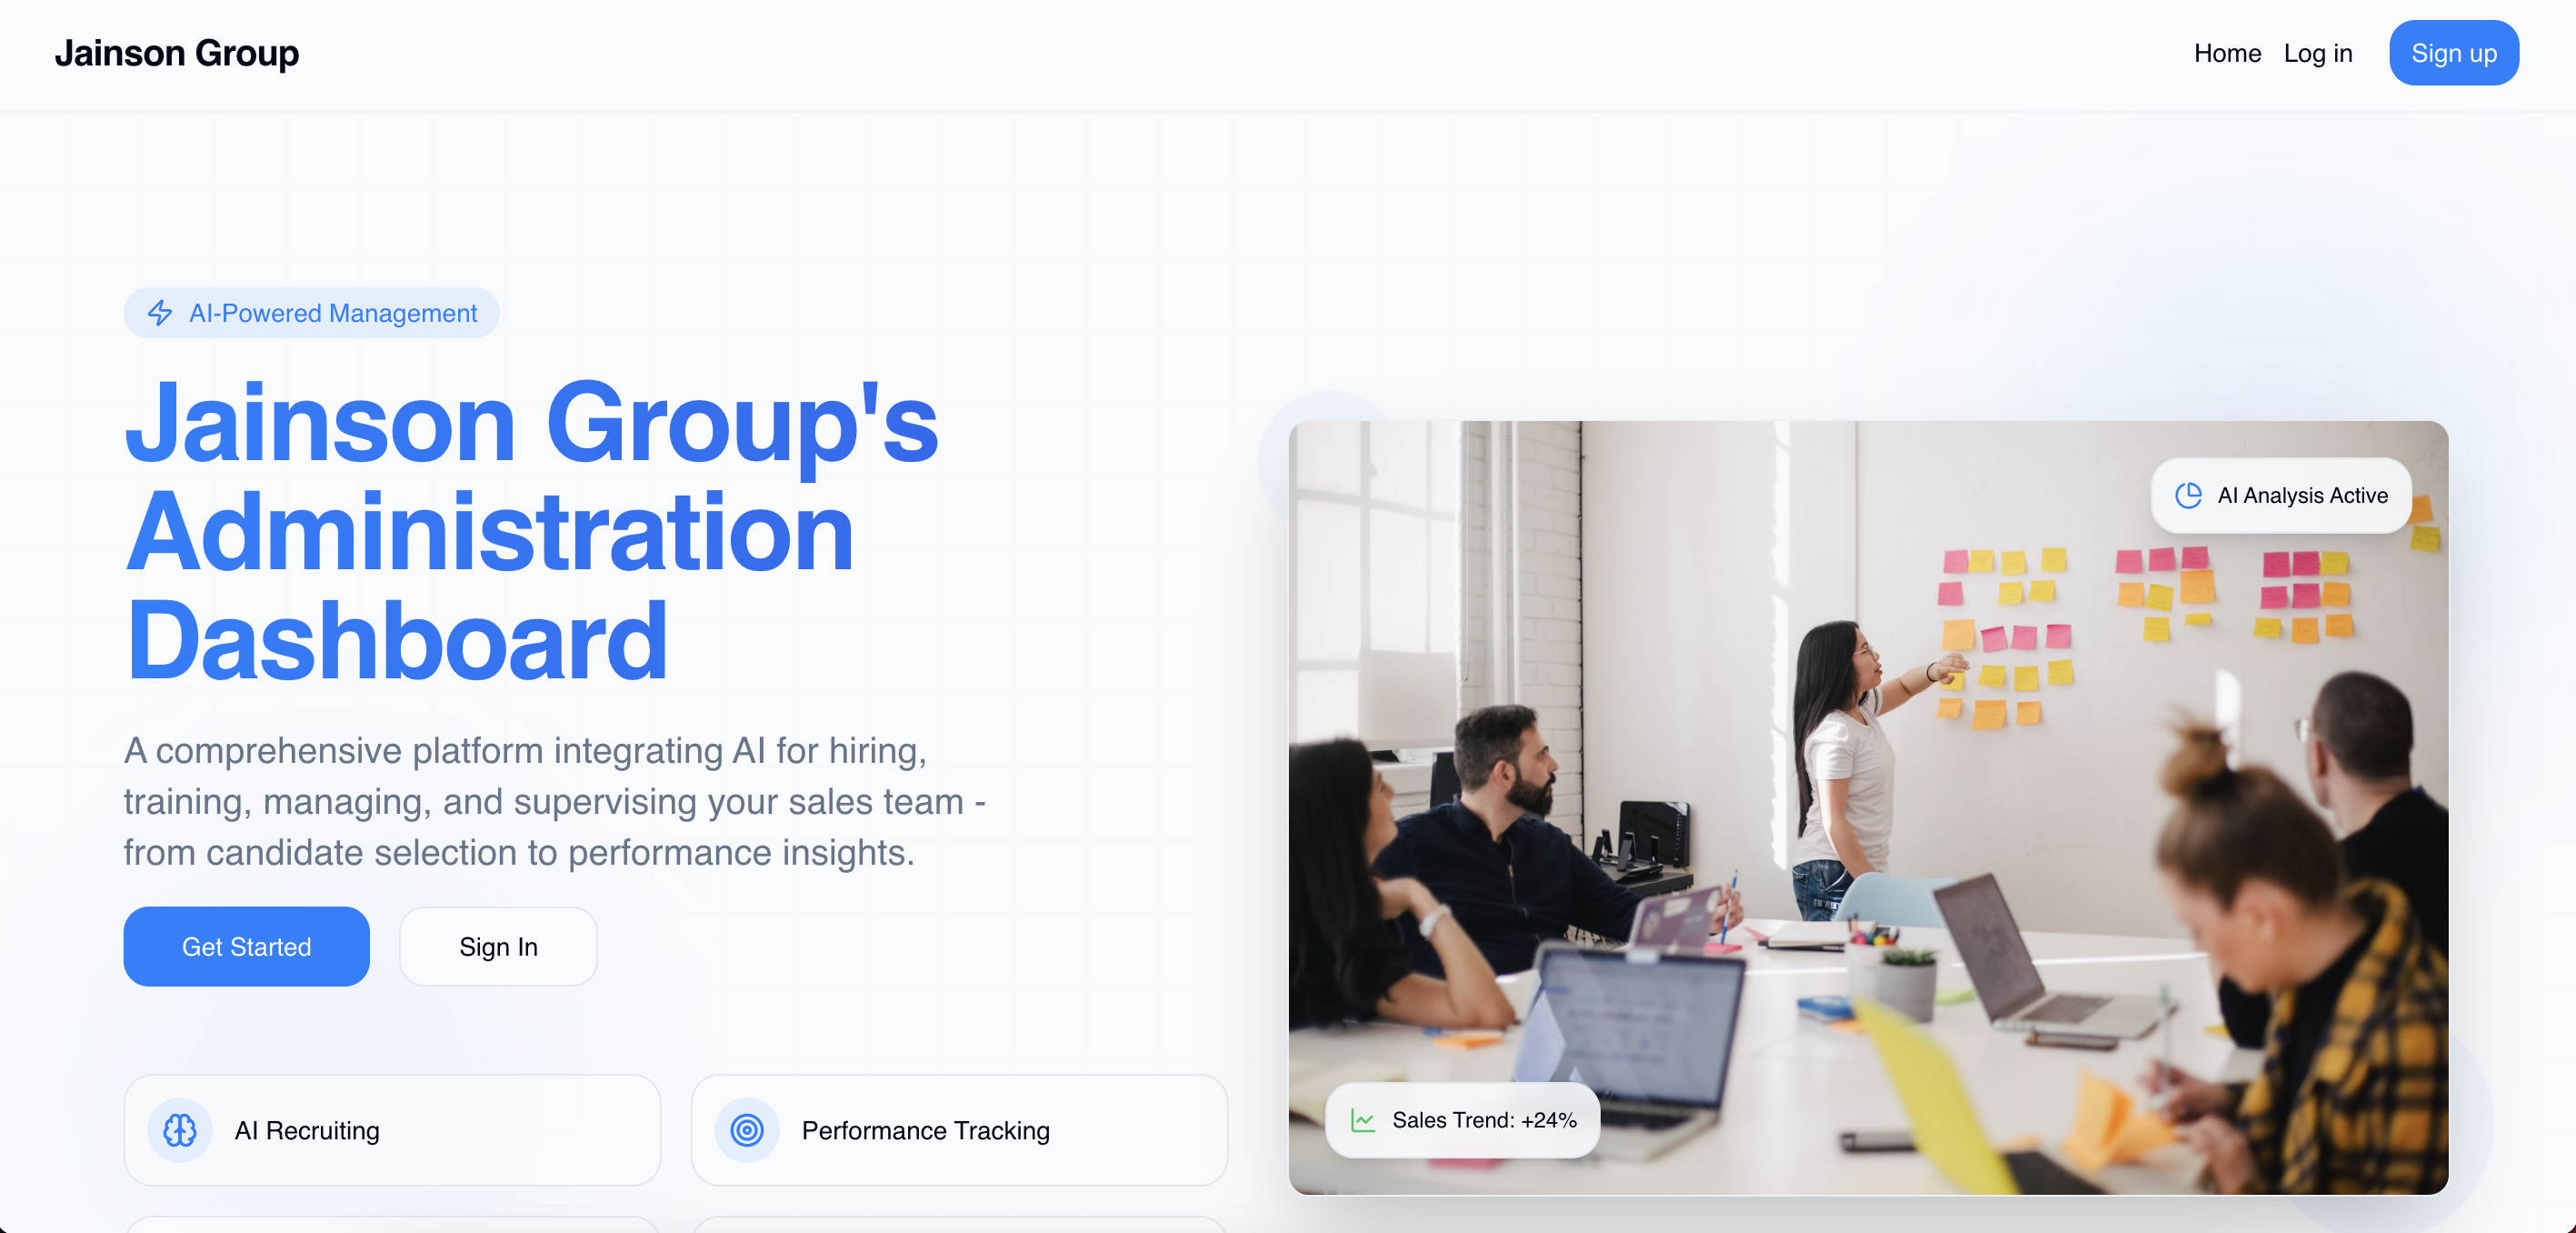 Jainson Group
Home
Log in
Sign up
AI-Powered Management
Jainson Group's
Administration
Dashboard
A comprehensive platform integrating AI for hiring,
training, managing, and supervising your sales team -
from candidate selection to performance insights.
Get Started
Sign In
AI Recruiting
Performance Tracking
AI Analysis Active
Sales Trend: +24%